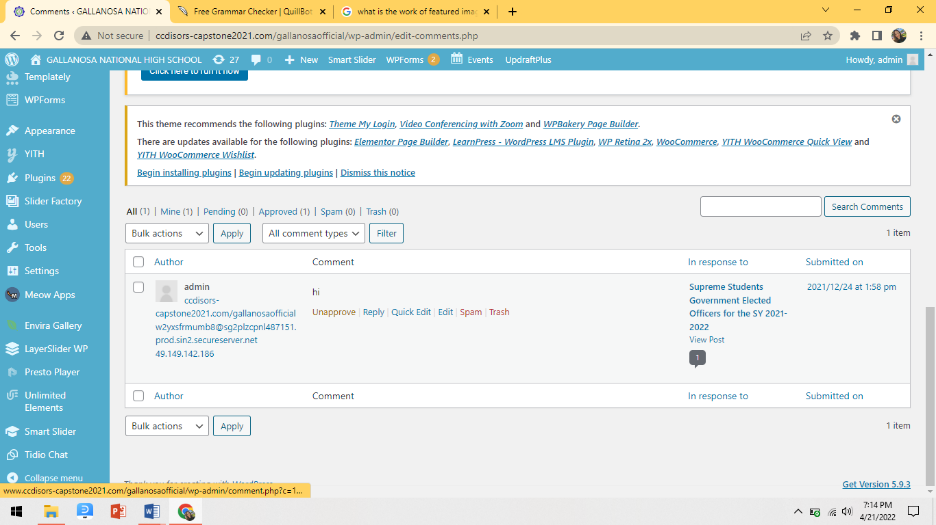 Comments ‹ GALLANOSA NATIO
Free Grammar Checker | QuillBot
what is the work of featured ima
Not secure | ccdisors-capstone2021.com/gallanosaofficial/wp-admin/edit-comments.php
GALLANOSA NATIONAL HIGH SCHOOL 27 0 New Smart Slider WPForms 2 Events UpdraftPlus Howdy, admin
Templately
WPForms
Appearance
YITH
Plugins 22
Slider Factory
Users
Tools
Settings
Meow Apps
Envira Gallery
LayerSlider WP
Presto Player
Unlimited
Elements
Smart Slider
Tidio Chat
Collapse menu
Click here to run it now
This theme recommends the following plugins: Theme My Login, Video Conferencing with Zoom and WPBakery Page Builder.
There are updates available for the following plugins: Elementor Page Builder, LearnPress - WordPress LMS Plugin, WP Retina 2x, WooCommerce, YITH WooCommerce Quick View and
YITH WooCommerce Wishlist.
Begin installing plugins | Begin updating plugins | Dismiss this notice
All (1) | Mine (1) | Pending (0) | Approved (1) | Spam (0) | Trash (0)
Search Comments
Bulk actions Apply All comment types Filter
1 item
Author Comment In response to Submitted on
admin
ccdisors-
capstone2021.com/gallanosaofficial
w2yxsfrmumb8@sg2plzcpnl487151.
prod.sin2.secureserver.net
49.149.142.186
hi
Unapprove | Reply | Quick Edit | Edit | Spam | Trash
Supreme Students
Government Elected
Officers for the SY 2021-
2022
View Post
1
2021/12/24 at 1:58 pm
Author Comment In response to Submitted on
Bulk actions Apply
1 item
Thank you for creating with WordPress.
Get Version 5.9.3
www.ccdisors-capstone2021.com/gallanosaofficial/wp-admin/comment.php?c=1...
7:14 PM
4/21/2022